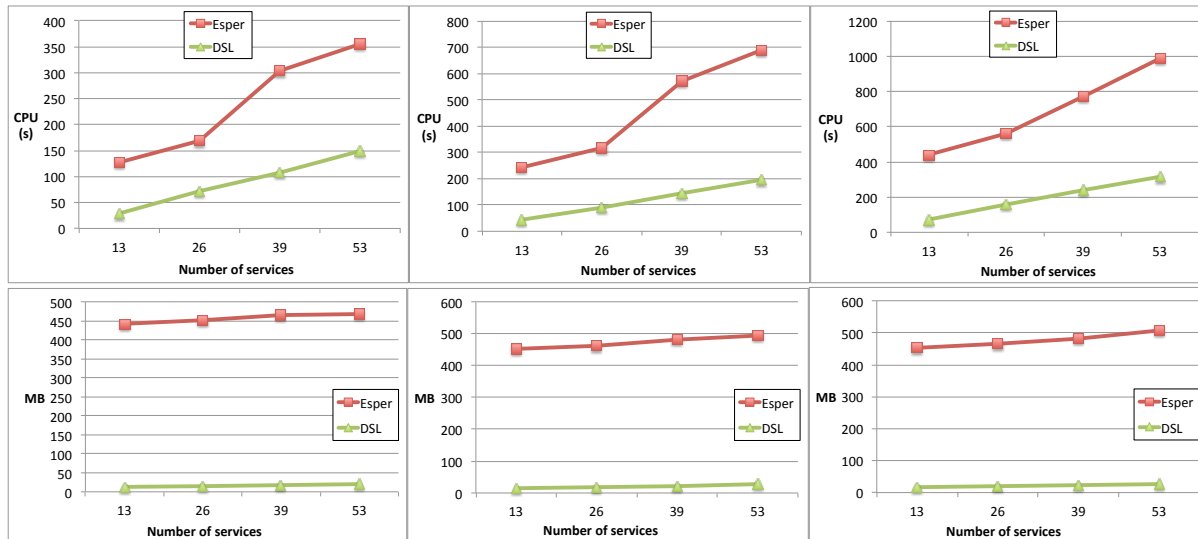 400
350
300
250
200
150
100
50
0
CPU
(s)
Esper
DSL
13 26 39 53
Number of services
800
700
600
500
400
300
200
100
0
CPU
(s)
Esper
DSL
13 26 39 53
Number of services
1200
1000
800
600
400
200
0
CPU
(s)
Esper
DSL
13 26 39 53
Number of services
500
450
400
350
300
250
200
150
100
50
0
MB
Esper
DSL
13 26 39 53
Number of services
600
500
400
300
200
100
0
MB
Esper
DSL
13 26 39 53
Number of services
600
500
400
300
200
100
0
MB
Esper
DSL
13 26 39 53
Number of services